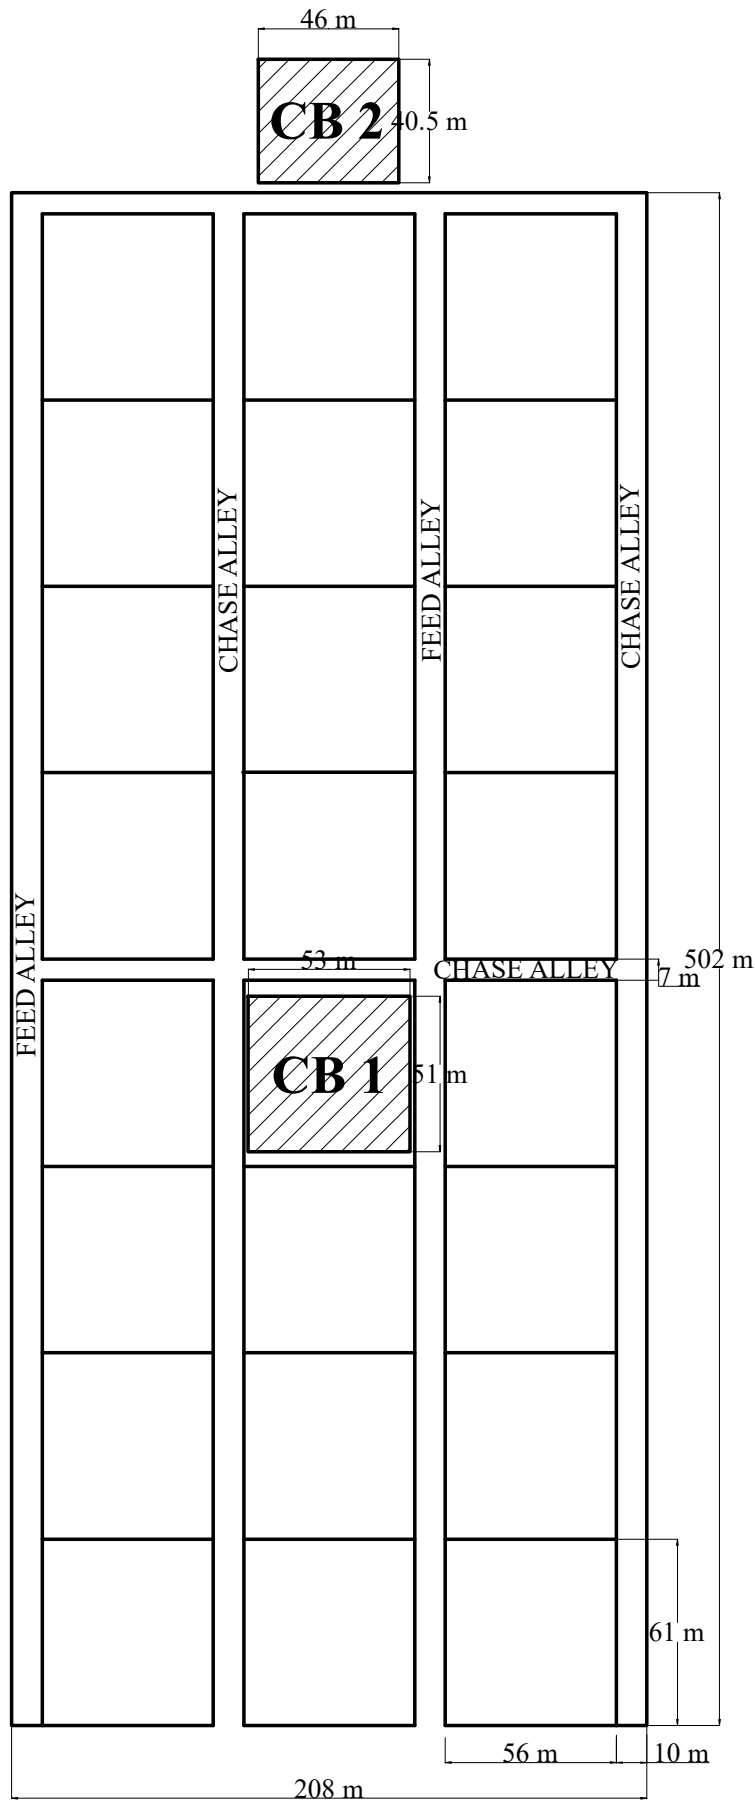 46 m
CB 2
40.5 m
CHASE ALLEY
FEED ALLEY
CHASE ALLEY
FEED ALLEY
53 m
CHASE ALLEY
502 m
7 m
CB 1
51 m
61 m
56 m
10 m
208 m